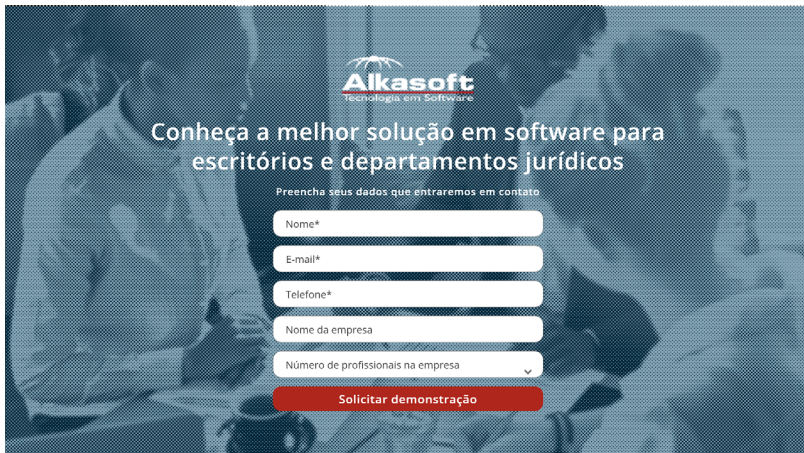 Alkasoft
Tecnologia em Software
Conheça a melhor solução em software para
escritórios e departamentos jurídicos
Preencha seus dados que entraremos em contato
Nome*
E-mail*
Telefone*
Nome da empresa
Número de profissionais na empresa
Solicitar demonstração